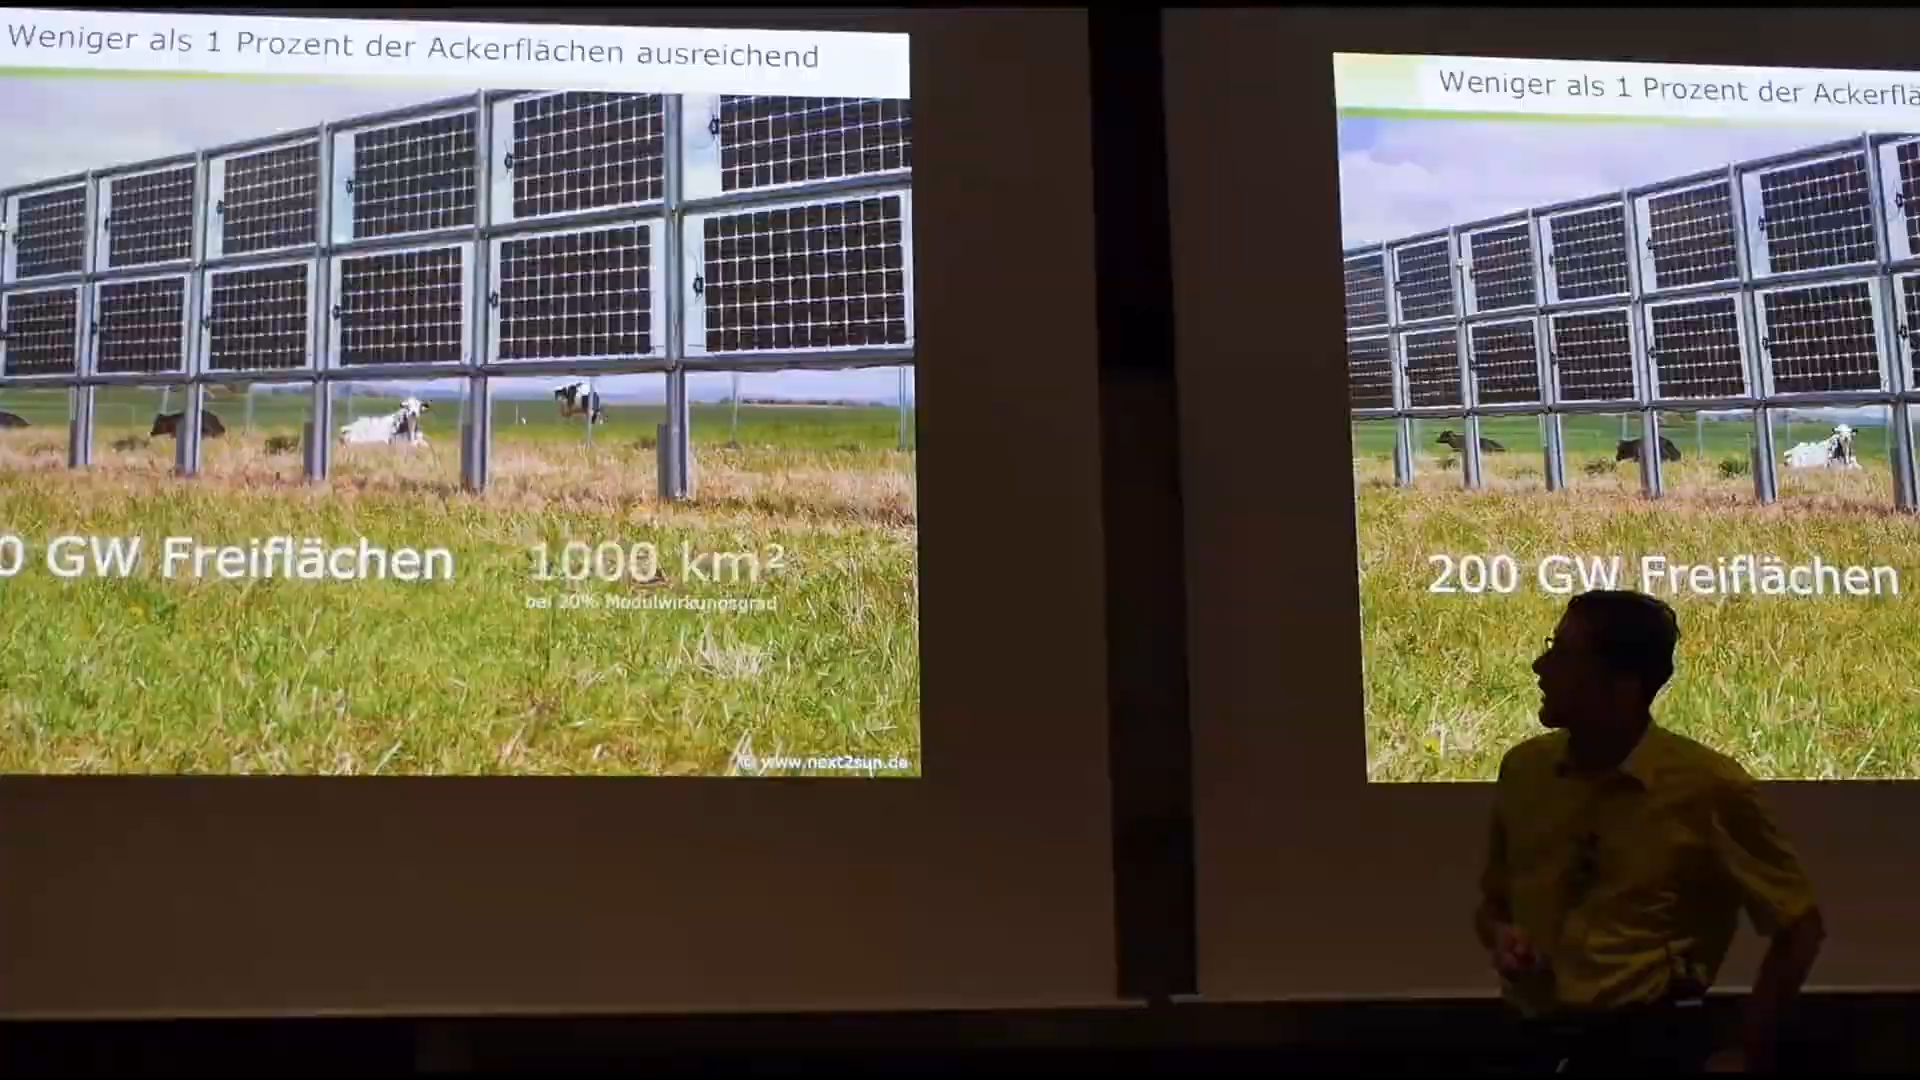 Weniger als 1 Prozent der Ackerflächen ausreichend
0 GW Freiflächen
1000 km²
bei 20% Modulwirkungsgrad
© www.next2sun.de
Weniger als 1 Prozent der Ackerflä
200 GW Freiflächen